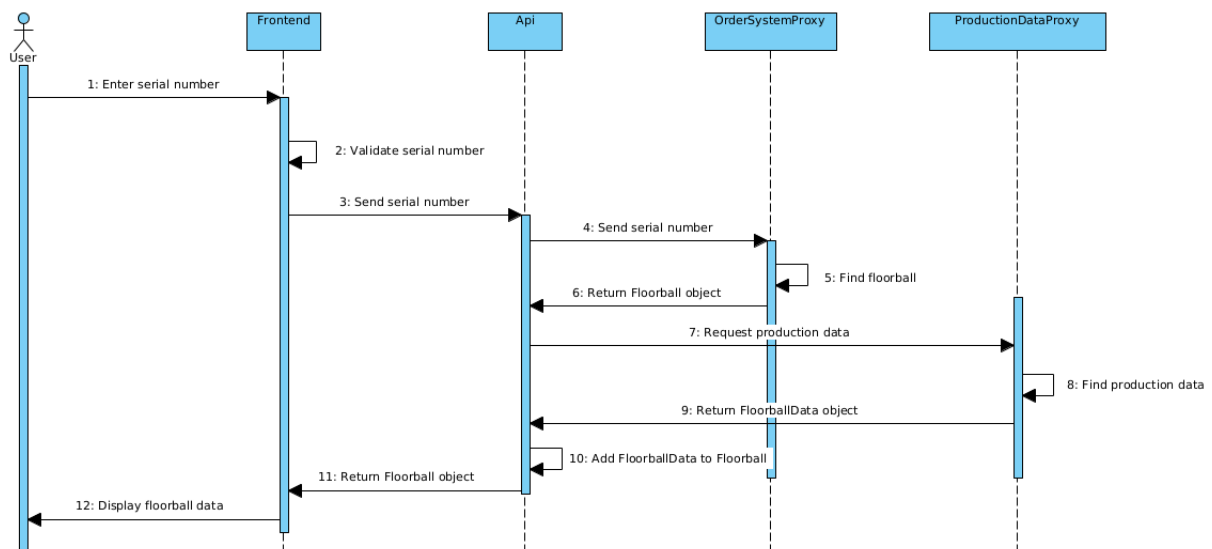 Frontend
Api
OrderSystemProxy
ProductionDataProxy
User
1: Enter serial number
2: Validate serial number
3: Send serial number
4: Send serial number
5: Find floorball
6: Return Floorball object
7: Request production data
8: Find production data
9: Return FloorballData object
10: Add FloorballData to Floorball
11: Return Floorball object
12: Display floorball data